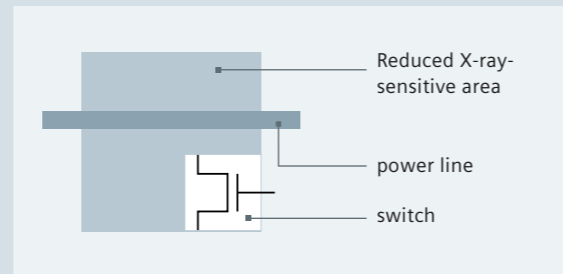 Reduced X-ray-
sensitive area
power line
switch